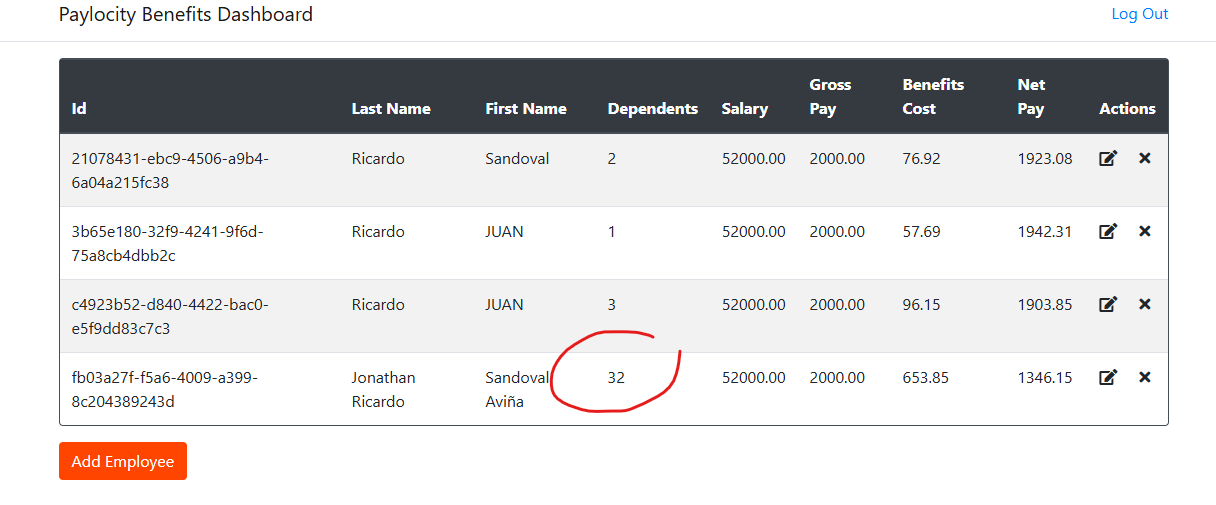 Paylocity Benefits Dashboard
Log Out
Id Last Name First Name Dependents Salary Gross Pay Benefits Cost Net Pay Actions
21078431-ebc9-4506-a9b4-6a04a215fc38 Ricardo Sandoval 2 52000.00 2000.00 76.92 1923.08
3b65e180-32f9-4241-9f6d-75a8cb4dbb2c Ricardo JUAN 1 52000.00 2000.00 57.69 1942.31
c4923b52-d840-4422-bac0-e5f9dd83c7c3 Ricardo JUAN 3 52000.00 2000.00 96.15 1903.85
fb03a27f-f5a6-4009-a399-8c204389243d Jonathan Ricardo Sandoval Aviña 32 52000.00 2000.00 653.85 1346.15
Add Employee